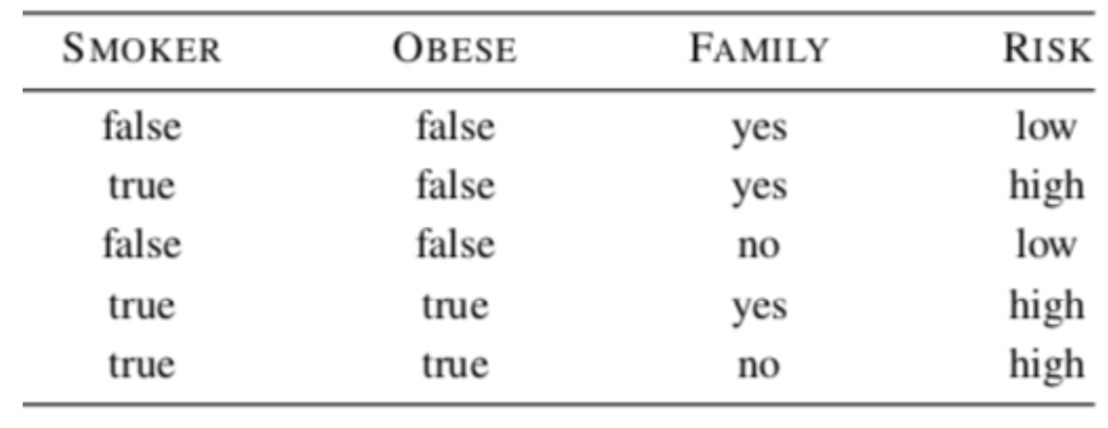 SMOKER OBESE FAMILY RISK
false false yes low
true false yes high
false false no low
true true yes high
true true no high